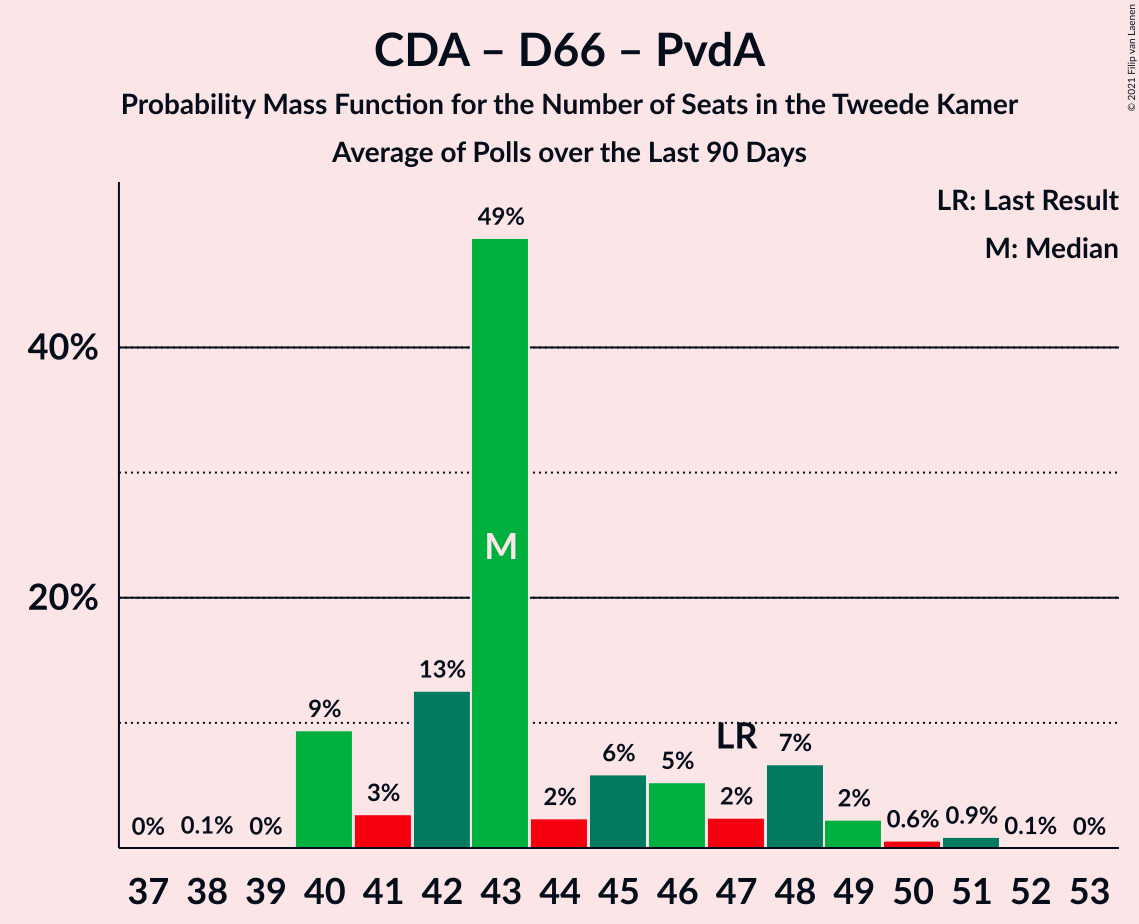 CDA – D66 – PvdA
Probability Mass Function for the Number of Seats in the Tweede Kamer
Average of Polls over the Last 90 Days
© 2021 Filip van Laenen
LR: Last Result
M: Median
49%
40%
M
20%
13%
9%
LR
7%
6%
5%
3%
2%
2%
2%
0.6%
0.9%
0%
0.1%
0%
0.1%
0%
37 38 39 40 41 42 43 44 45 46 47 48 49 50 51 52 53